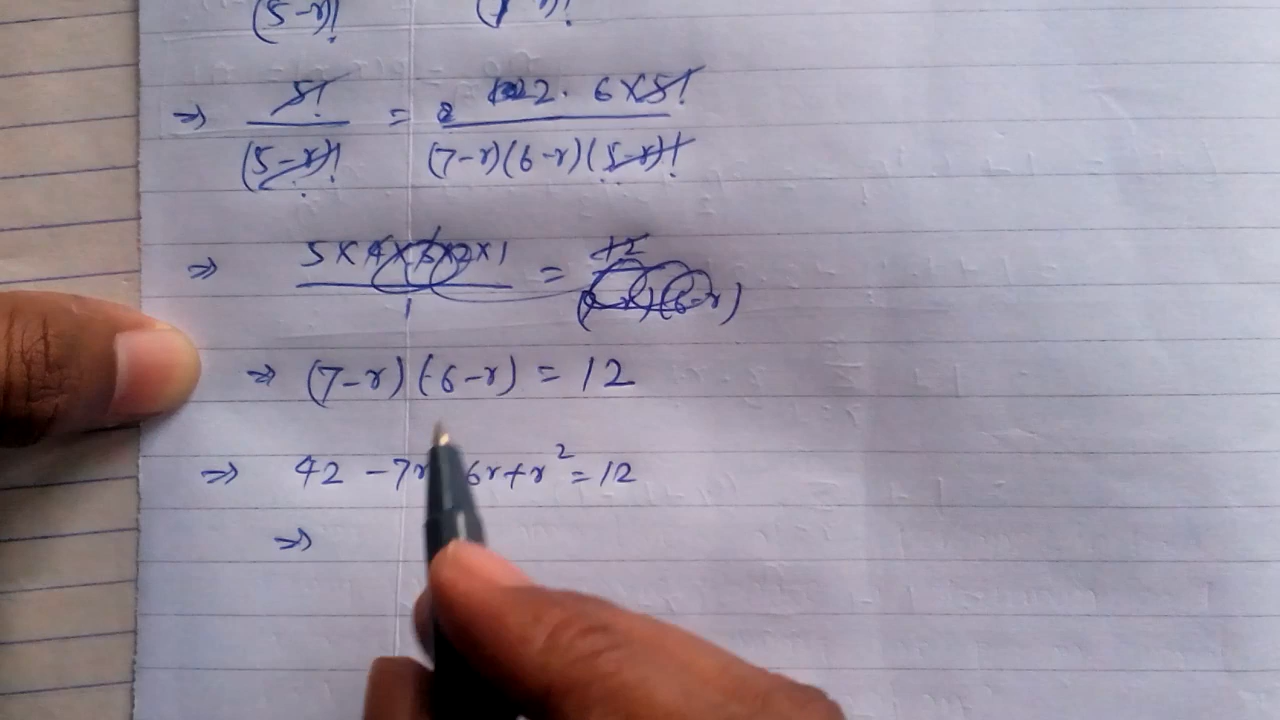 (5-r)!
⇒ 5!/(5-r)! = 2. 6×5!/(7-r)(6-r)(5-r)!
⇒ 5×4×3×2×1/1 = 12/(6-r)
⇒ (7-r)(6-r) = 12
⇒ 42 -7r 6r+r²=12
⇒